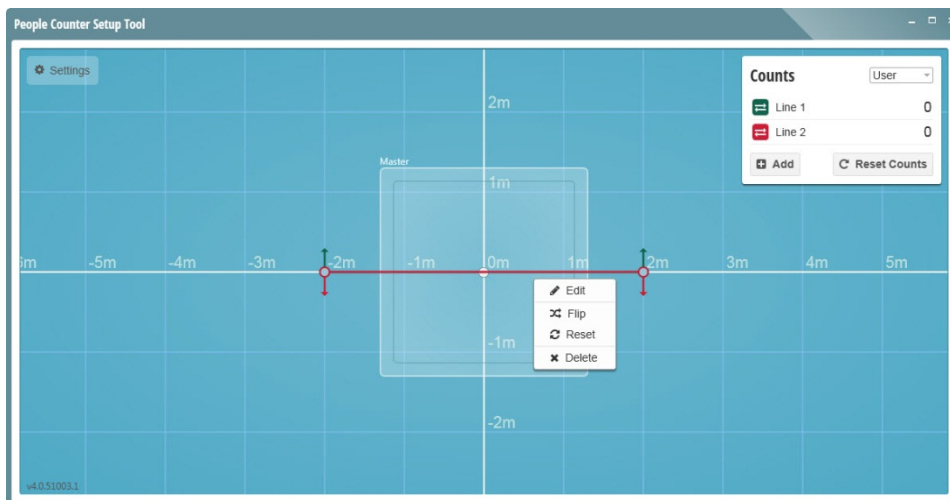 People Counter Setup Tool
Settings
Counts
User
Line 1 0
Line 2 0
Add Reset Counts
2m
Master
1m
-5m -4m -3m -2m -1m 0m 1m 2m 3m 4m 5m
Edit
Flip
Reset
Delete
-1m
-2m
v4.0.51003.1